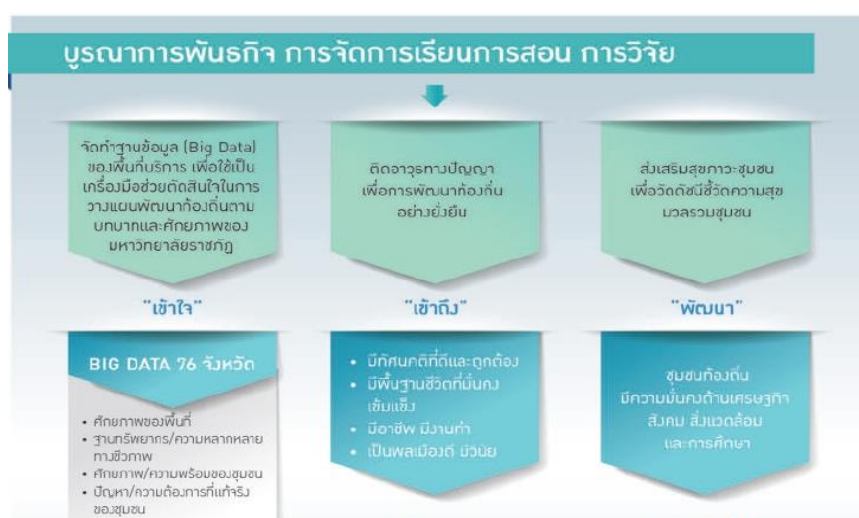 บูรณาการพันธกิจ การจัดการเรียนการสอน การวิจัย
จัดทำฐานข้อมูล (Big Data)
ของพื้นที่บริการ เพื่อใช้เป็น
เครื่องมือช่วยตัดสินใจในการ
วางแผนพัฒนาท้องถิ่นตาม
บทบาทและศักยภาพของ
มหาวิทยาลัยราชภัฏ
"เข้าใจ"
BIG DATA 76 จังหวัด
• ศักยภาพของพื้นที่
• ฐานทรัพยากร/ความหลากหลาย
ทางชีวภาพ
• ศักยภาพ/ความพร้อมของชุมชน
• ปัญหา/ความต้องการที่แท้จริง
ของชุมชน
ติดอาวุธทางปัญญา
เพื่อการพัฒนาท้องถิ่น
อย่างยั่งยืน
"เข้าถึง"
• มีทัศนคติที่ดีและถูกต้อง
• มีพื้นฐานชีวิตที่มั่นคง
เข้มแข็ง
• มีอาชีพ มีงานทำ
• เป็นพลเมืองดี มีวินัย
ส่งเสริมสุขภาวะชุมชน
เพื่อวัดดัชนีชี้วัดความสุข
มวลรวมชุมชน
"พัฒนา"
ชุมชนท้องถิ่น
มีความมั่นคงด้านเศรษฐกิจ
สังคม สิ่งแวดล้อม
และการศึกษา